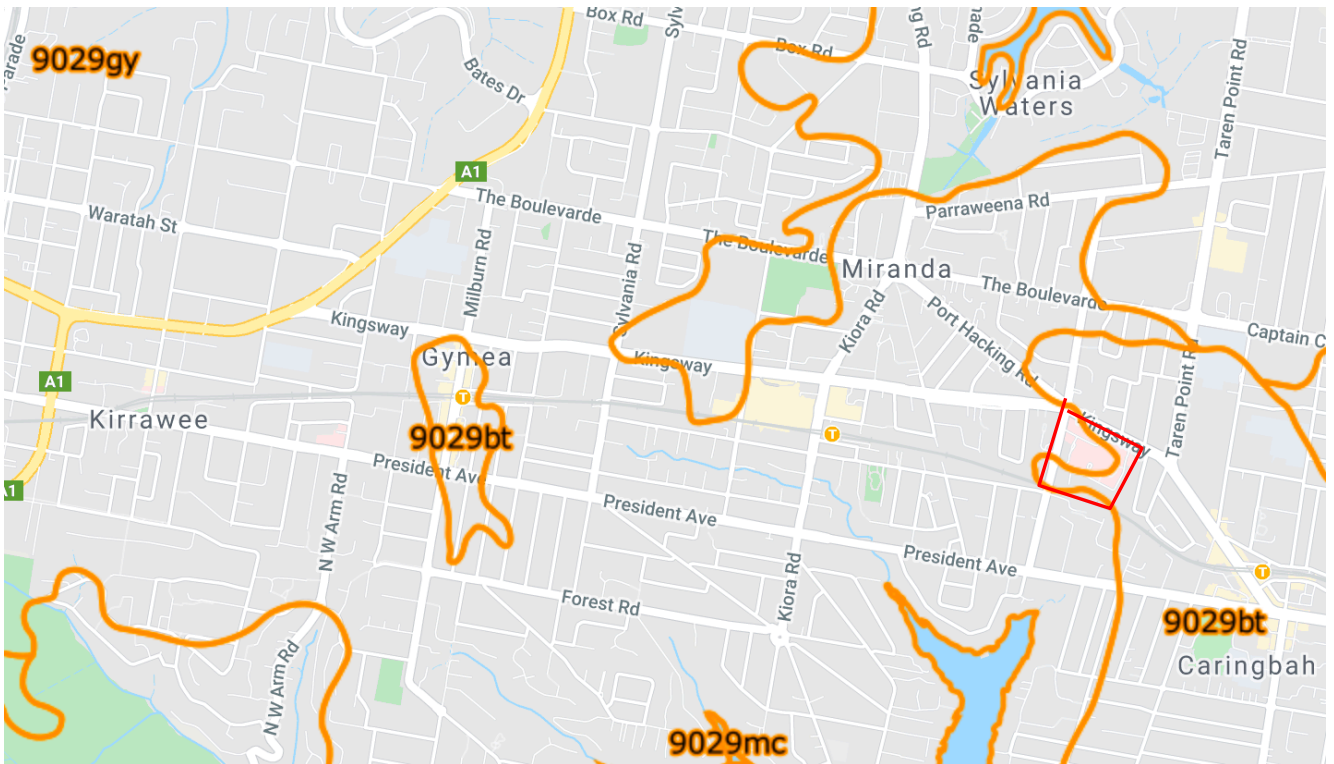 Box Rd
9029gy
Box Rd
Bates Dr
Sylvania
Waters
Taren Point Rd
A1
The Boulevarde
Waratah St
Parraweena Rd
Milburn Rd
Sylvania Rd
The Boulevarde
Miranda
The Boulevarde
Kiora Rd
Port Hacking Rd
Kingsway
Captain C
Gymea
Kingsway
Taren Point Rd
A1
T
Kirrawee
9029bt
T
Kingsway
President Ave
A1
N W Arm Rd
President Ave
President Ave
T
Forest Rd
Kiora Rd
9029bt
Caringbah
N W Arm Rd
9029mc